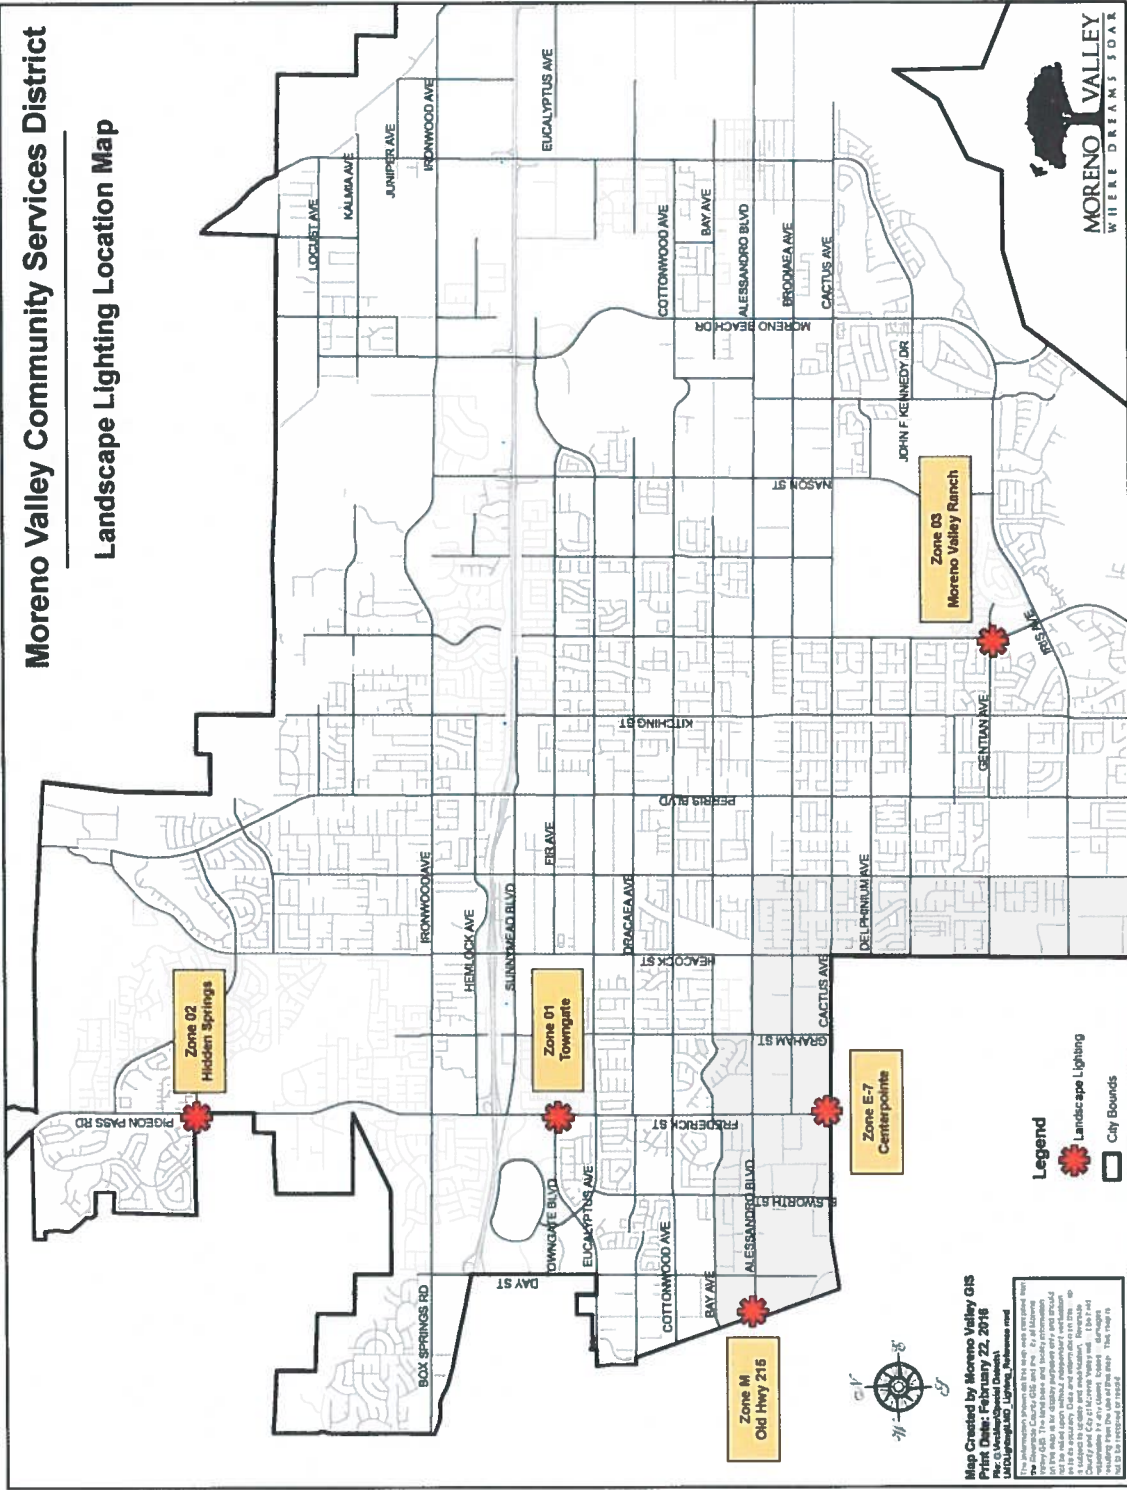 Moreno Valley Community Services District
Landscape Lighting Location Map
LOCUST AVE
KALMIA AVE
JUNIPER AVE
IRONWOOD AVE
EUCALYPTUS AVE
COTTONWOOD AVE
BAY AVE
ALESSANDRO BLVD
BRODIAEA AVE
CACTUS AVE
MORENO BEACH DR
JOHN F KENNEDY DR
NASON ST
Zone 03
Moreno Valley Ranch
IRIS AVE
GENTIAN AVE
KITCHING ST
PERRIS BLVD
IRONWOOD AVE
HEMLOCK AVE
SUNNYMEAD BLVD
FIR AVE
DRACAEA AVE
HEACOCK ST
DELPHINIUM AVE
CACTUS AVE
GRAHAM ST
Zone 02
Hidden Springs
PIGEON PASS RD
Zone 01
Towngate
FREDERICK ST
Zone E-7
Centerpointe
BOX SPRINGS RD
DAY ST
OWNGATE BLVD
EUCALYPTUS AVE
COTTONWOOD AVE
BAY AVE
ALESSANDRO BLVD
ELSWORTH ST
Zone M
Old Hwy 215
Legend
Landscape Lighting
City Bounds
N
W
E
S
Map Created by Moreno Valley GIS
Print Date: February 22, 2016
MORENO VALLEY
WHERE DREAMS SOAR